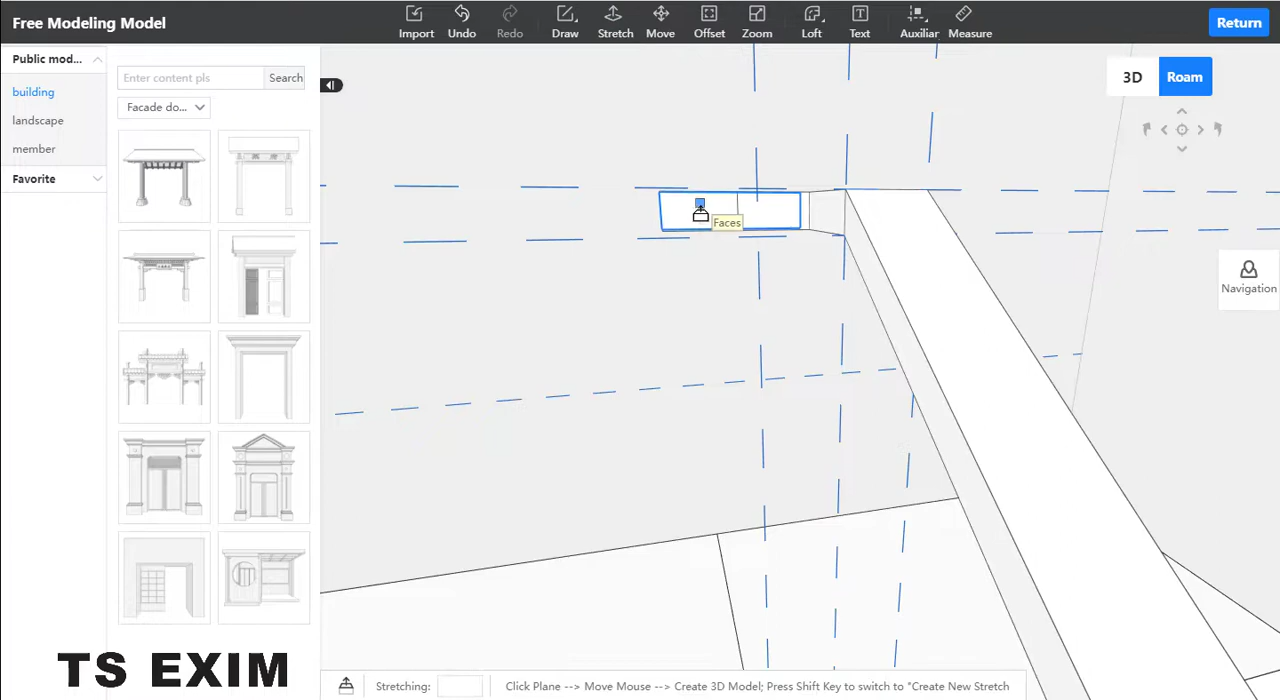 Free Modeling Model
Import
Undo
Redo
Draw
Stretch
Move
Offset
Zoom
Loft
Text
Auxiliar
Measure
Return
Public mod...
building
landscape
member
Favorite
Enter content pls
Search
Facade do...
3D
Roam
Navigation
Faces
TS EXIM
Stretching:
Click Plane --> Move Mouse --> Create 3D Model; Press Shift Key to switch to "Create New Stretch